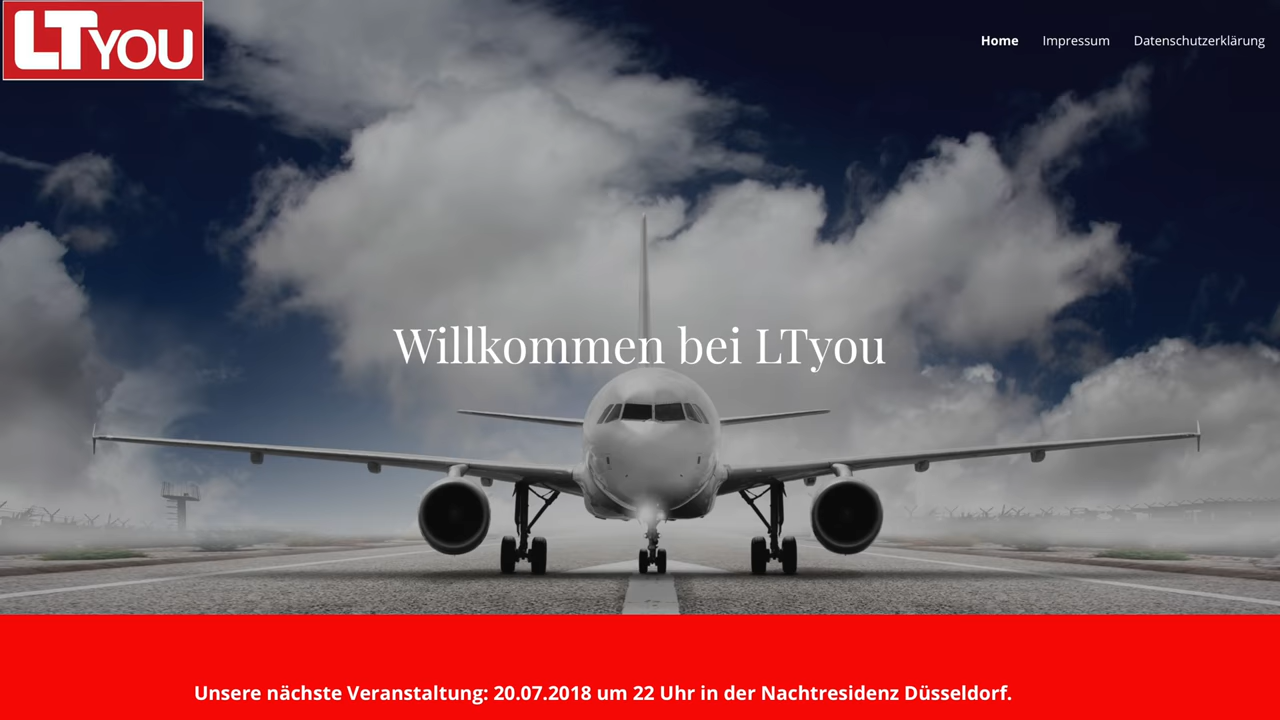 LTYOU
Home Impressum Datenschutzerklärung
Willkommen bei LTyou
Unsere nächste Veranstaltung: 20.07.2018 um 22 Uhr in der Nachtresidenz Düsseldorf.